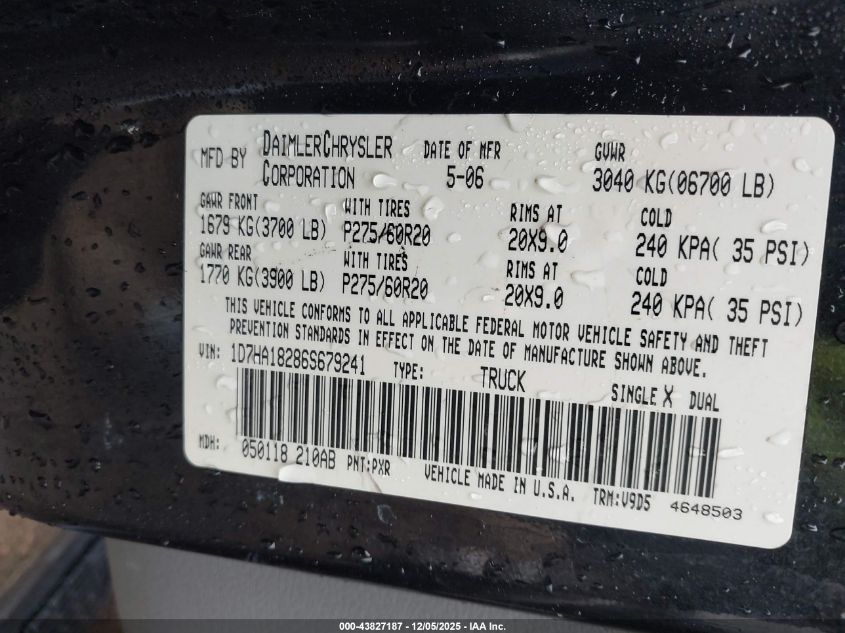 MFD BY DAIMLERCHRYSLER CORPORATION DATE OF MFR 5-06 GVWR 3040 KG(06700 LB)
GAWR FRONT WITH TIRES RIMS AT COLD
1679 KG(3700 LB) P275/60R20 20X9.0 240 KPA( 35 PSI)
GAWR REAR WITH TIRES RIMS AT COLD
1770 KG(3900 LB) P275/60R20 20X9.0 240 KPA( 35 PSI)
THIS VEHICLE CONFORMS TO ALL APPLICABLE FEDERAL MOTOR VEHICLE SAFETY AND THEFT
PREVENTION STANDARDS IN EFFECT ON THE DATE OF MANUFACTURE SHOWN ABOVE.
VIN: 1D7HA18286S679241 TYPE: TRUCK SINGLE X DUAL
MDH: 050118 210AB PNT:PXR VEHICLE MADE IN U.S.A. TRM:V9D5 4648503
000-43827187 - 12/05/2025 - IAA Inc.